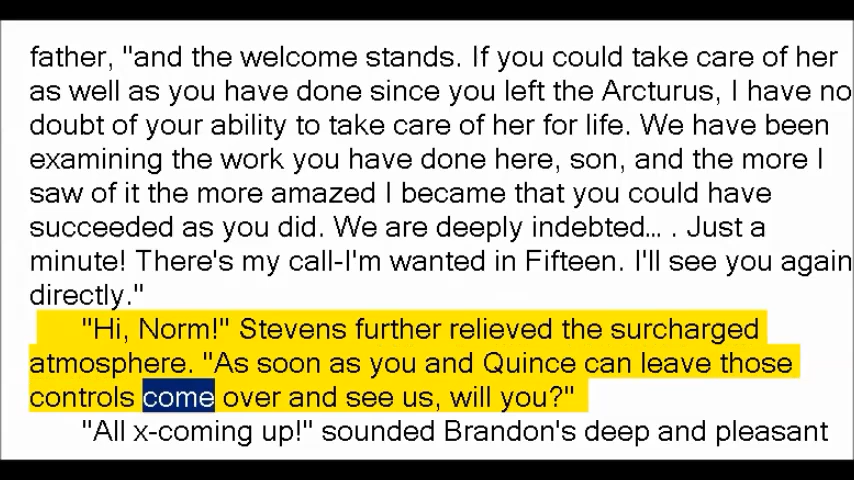 father, "and the welcome stands. If you could take care of her
as well as you have done since you left the Arcturus, I have no
doubt of your ability to take care of her for life. We have been
examining the work you have done here, son, and the more I
saw of it the more amazed I became that you could have
succeeded as you did. We are deeply indebted... . Just a
minute! There's my call-I'm wanted in Fifteen. I'll see you again
directly."
"Hi, Norm!" Stevens further relieved the surcharged
atmosphere. "As soon as you and Quince can leave those
controls come over and see us, will you?"
"All x-coming up!" sounded Brandon's deep and pleasant